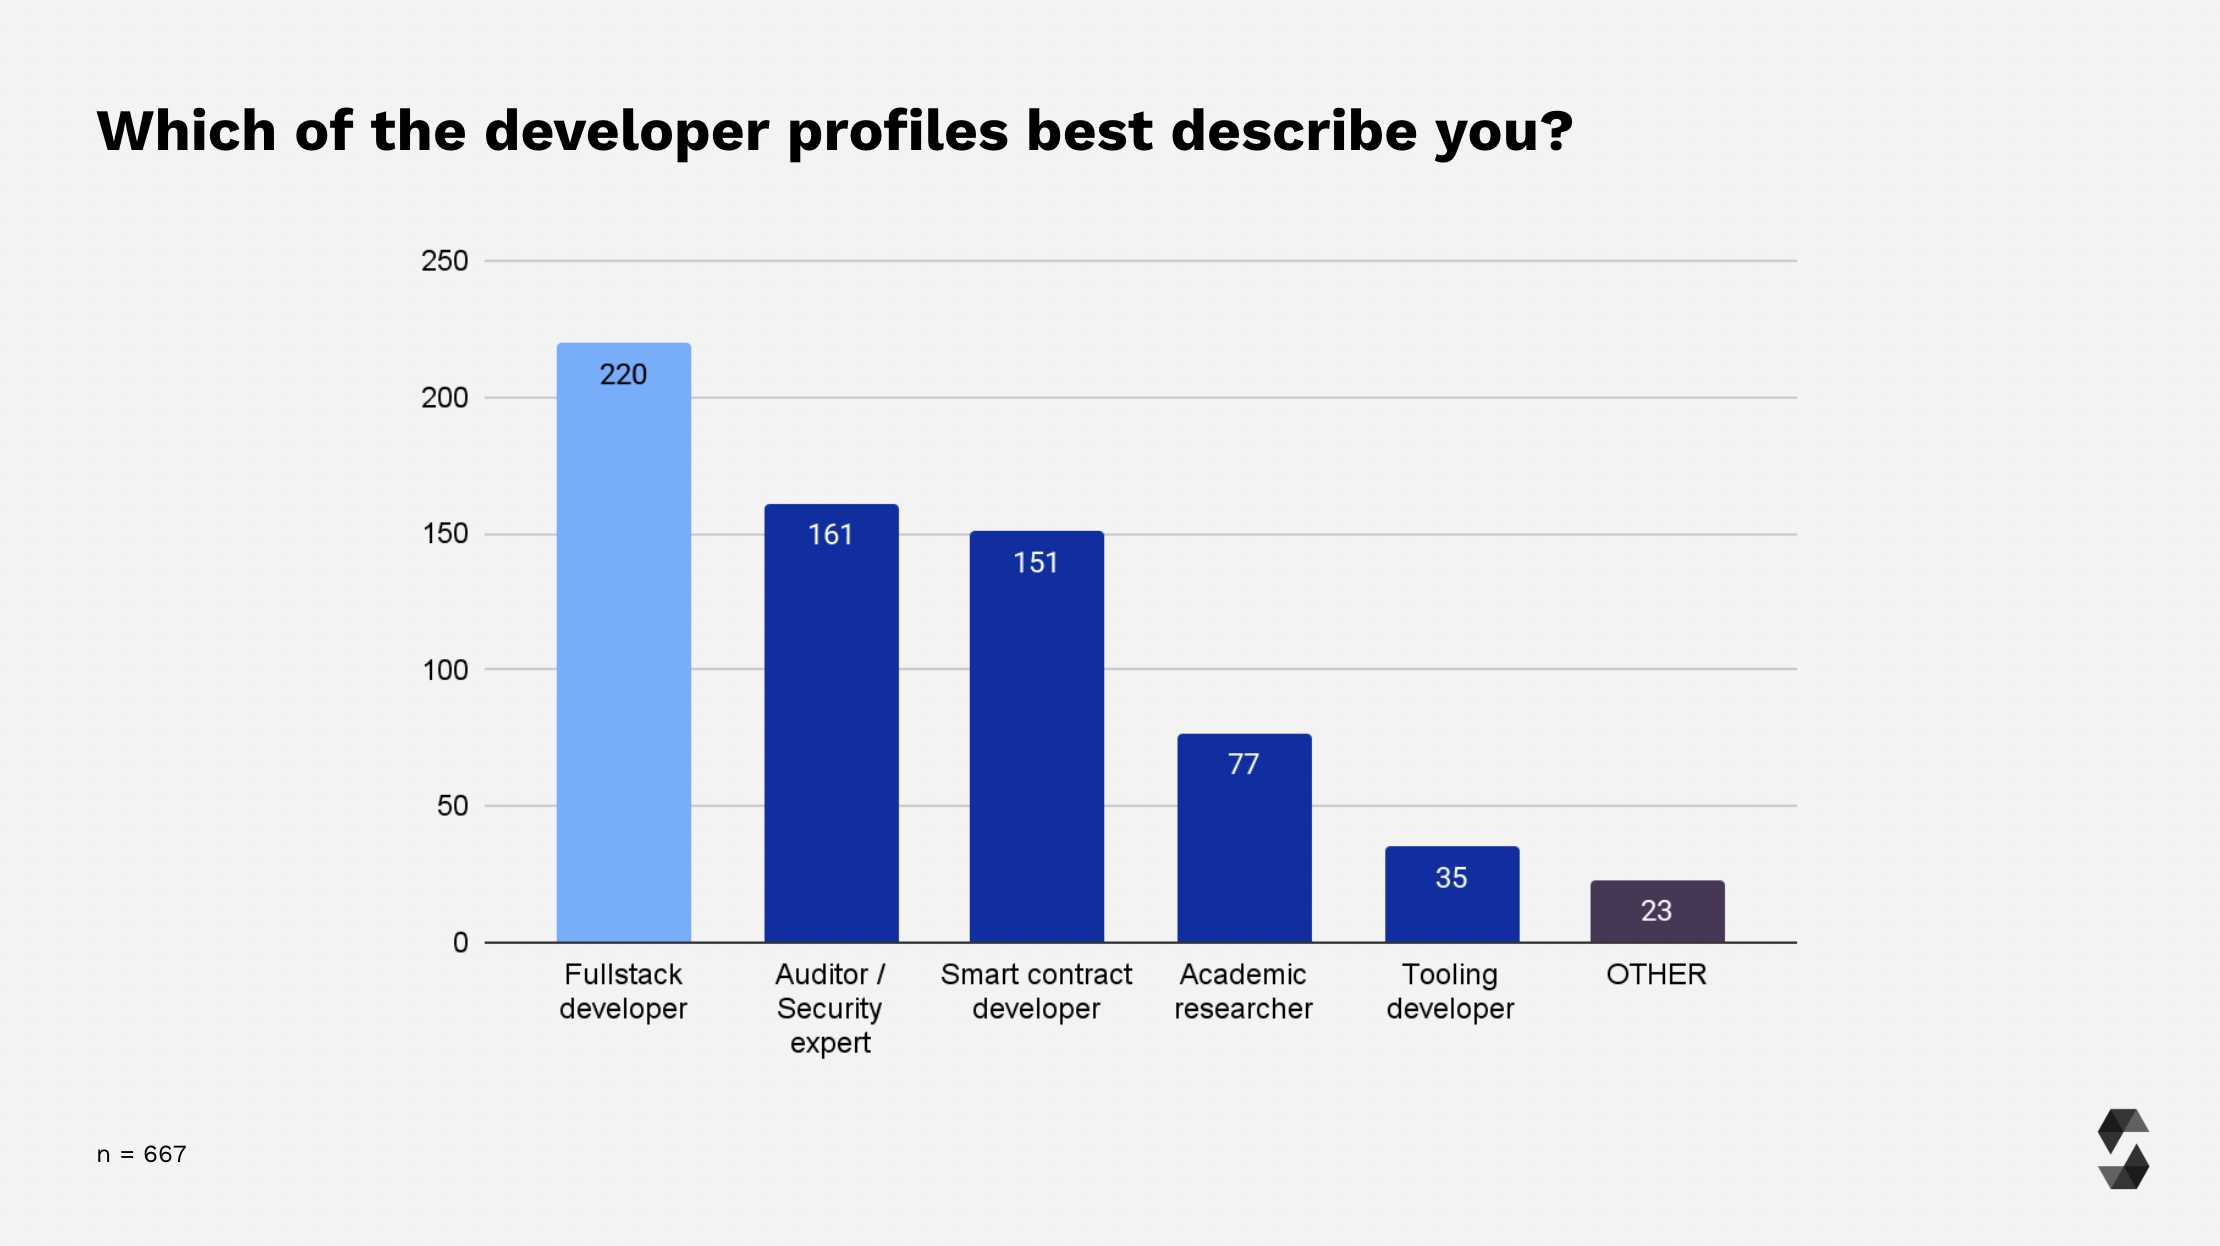 Which of the developer profiles best describe you?
250
200
150
100
50
0
220
161
151
77
35
23
Fullstack
developer
Auditor /
Security
expert
Smart contract
developer
Academic
researcher
Tooling
developer
OTHER
n = 667